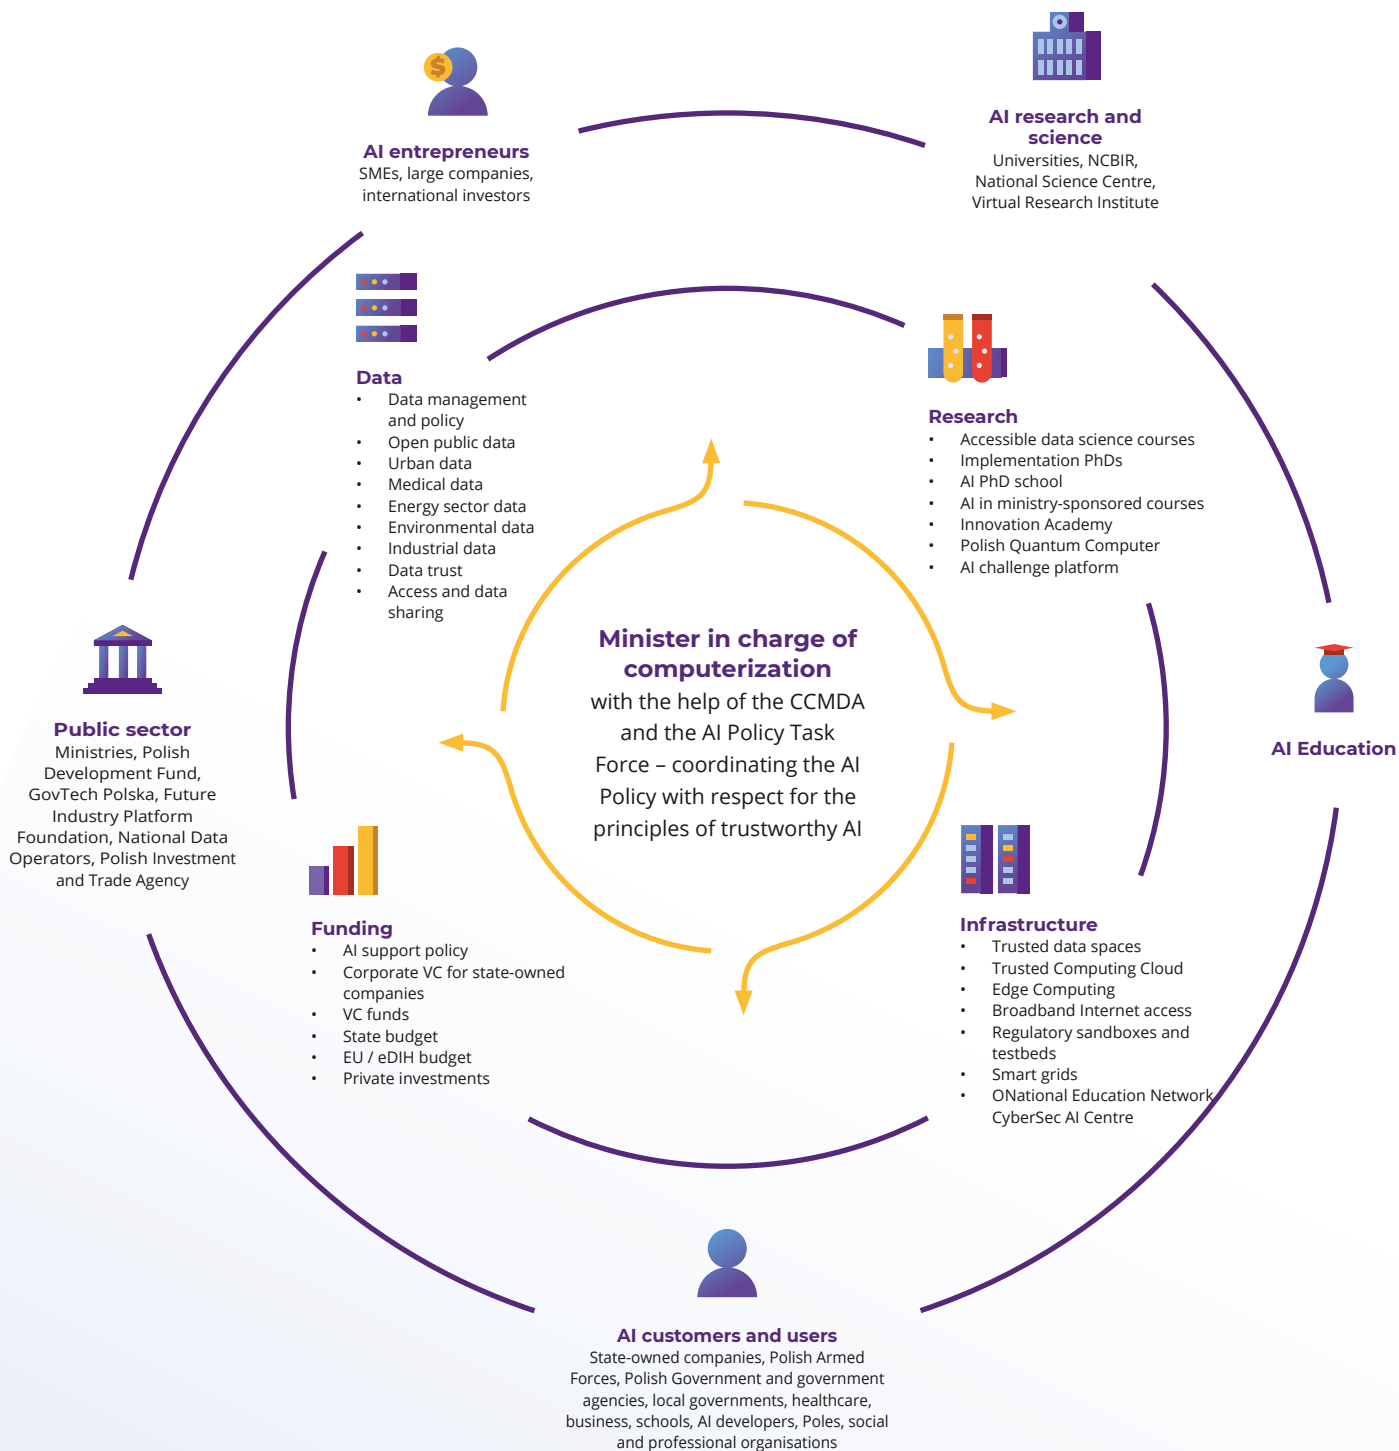 AI entrepreneurs
SMEs, large companies,
international investors
AI research and
science
Universities, NCBIR,
National Science Centre,
Virtual Research Institute
Data
• Data management
and policy
• Open public data
• Urban data
• Medical data
• Energy sector data
• Environmental data
• Industrial data
• Data trust
• Access and data
sharing
Research
• Accessible data science courses
• Implementation PhDs
• AI PhD school
• AI in ministry-sponsored courses
• Innovation Academy
• Polish Quantum Computer
• AI challenge platform
Minister in charge of
computerization
with the help of the CCMDA
and the AI Policy Task
Force – coordinating the AI
Policy with respect for the
principles of trustworthy AI
Public sector
Ministries, Polish
Development Fund,
GovTech Polska, Future
Industry Platform
Foundation, National Data
Operators, Polish Investment
and Trade Agency
AI Education
Funding
• AI support policy
• Corporate VC for state-owned
companies
• VC funds
• State budget
• EU / eDIH budget
• Private investments
Infrastructure
• Trusted data spaces
• Trusted Computing Cloud
• Edge Computing
• Broadband Internet access
• Regulatory sandboxes and
testbeds
• Smart grids
• ONational Education Network
CyberSec AI Centre
AI customers and users
State-owned companies, Polish Armed
Forces, Polish Government and government
agencies, local governments, healthcare,
business, schools, AI developers, Poles, social
and professional organisations
$